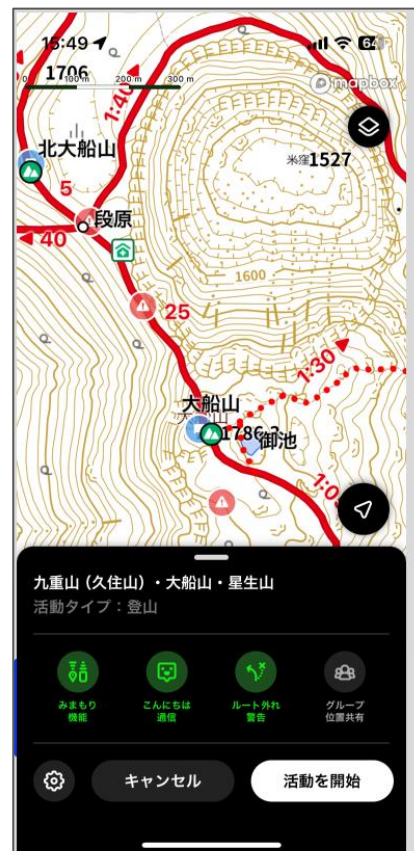 15:49
64
1706
0 100 m 200 m 300 m
mapbox
1:40
北大船山
米窪1527
5
段原
40
1600
25
1:30
大船山
1786.2
御池
九重山（久住山）・大船山・星生山
活動タイプ：登山
みまもり
機能
こんにちは
通信
ルート外れ
警告
グループ
位置共有
キャンセル
活動を開始